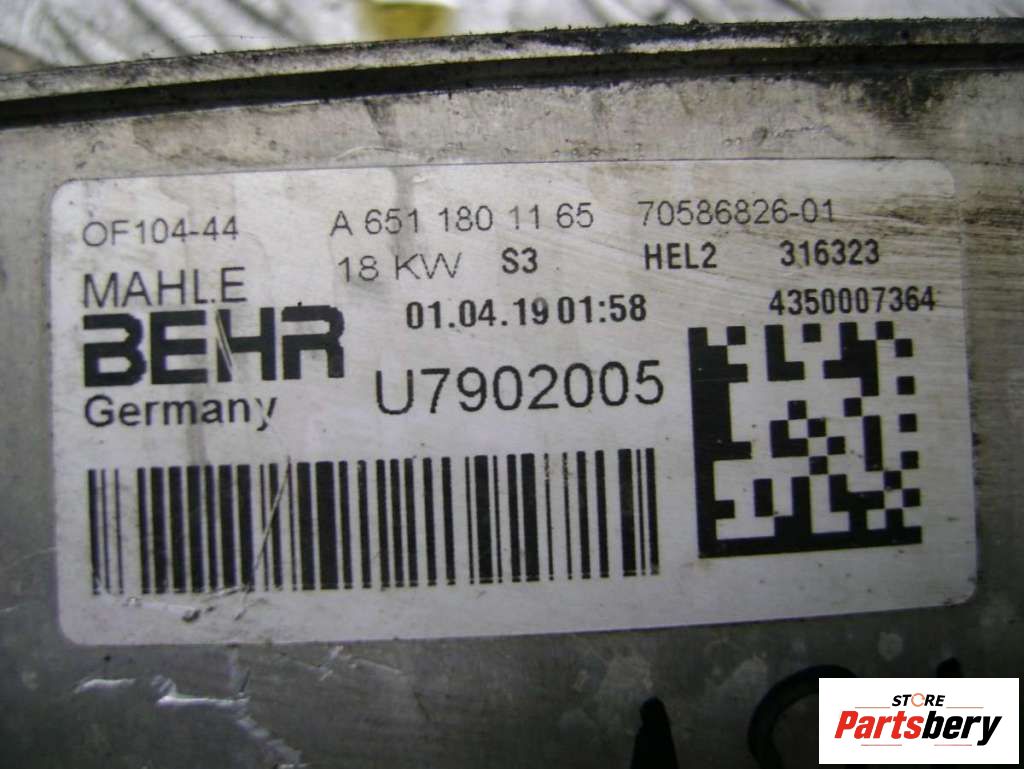 OF104-44 A 651 180 11 65 70586826-01
MAHLE 18 KW S3 HEL2 316323
BEHR 01.04.19 01:58 4350007364
Germany U7902005
STORE
Partsbery